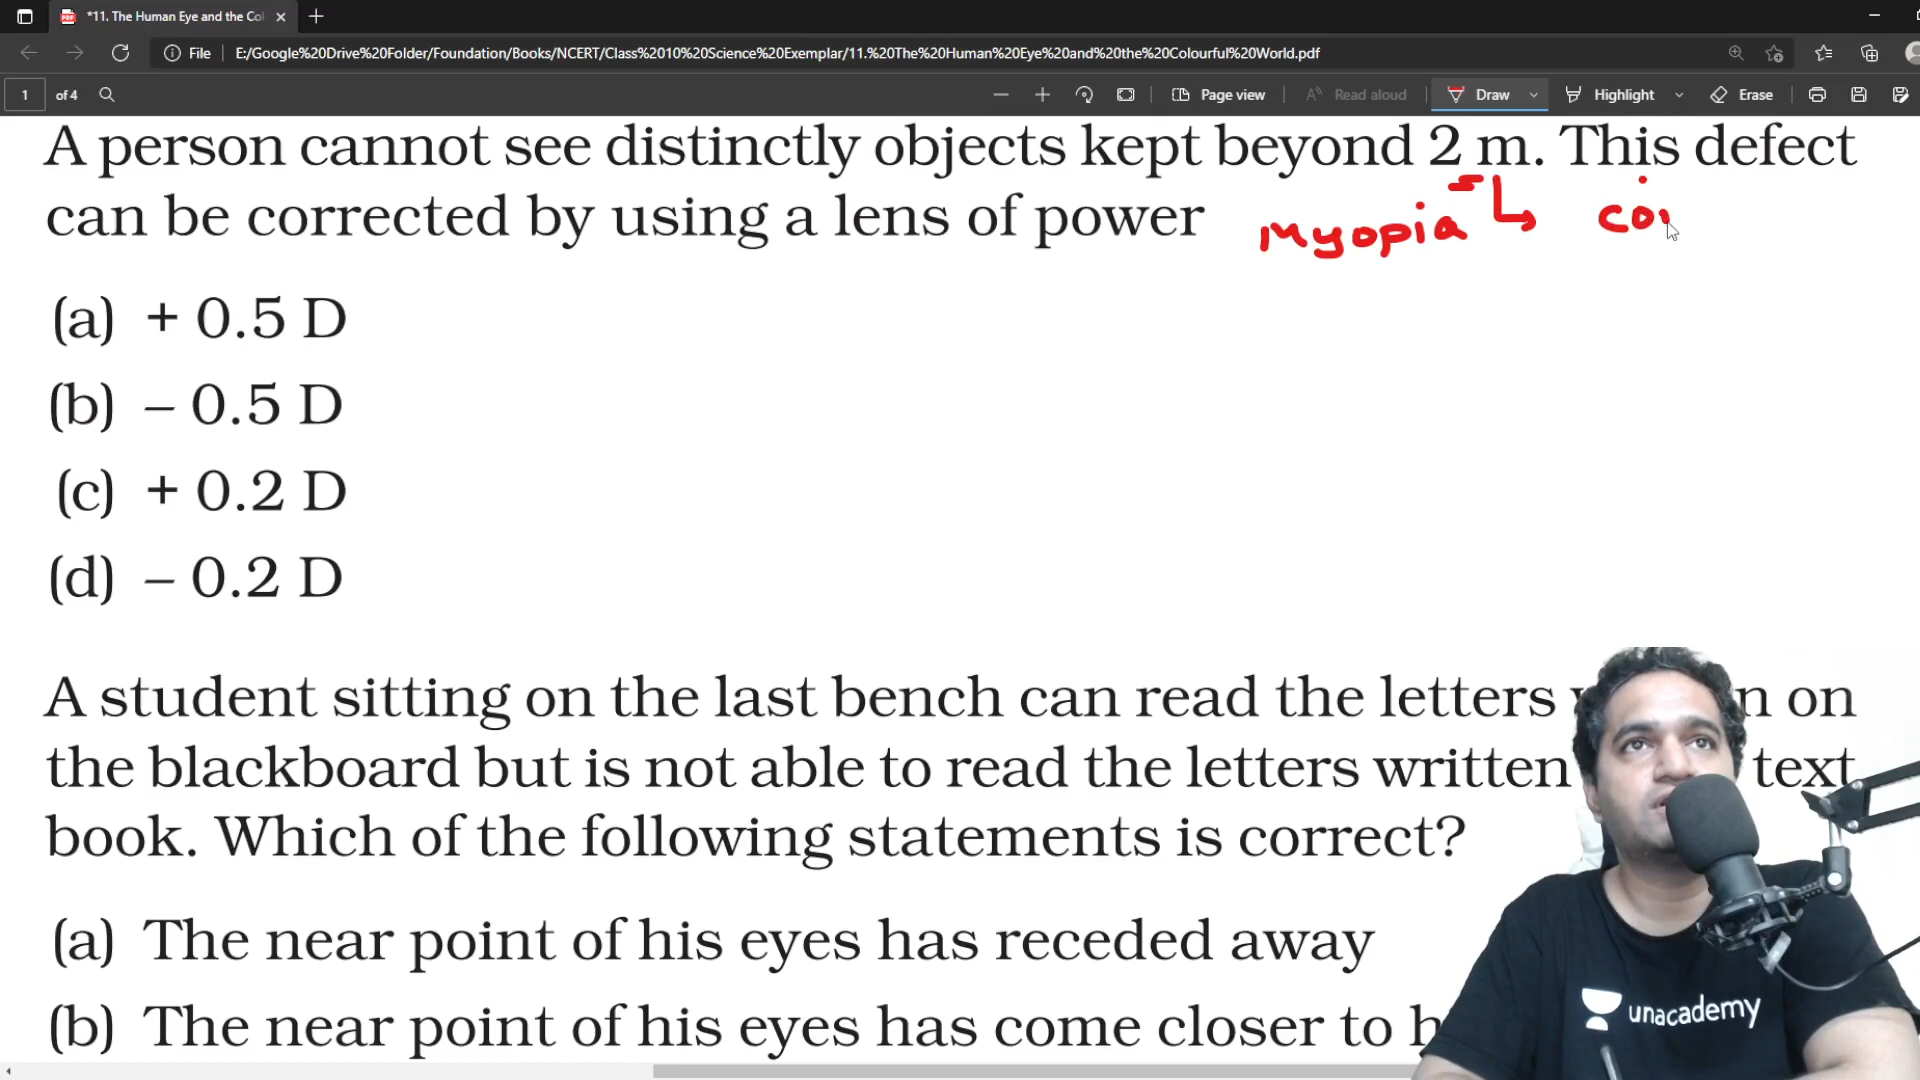 *11. The Human Eye and the Col
File
E:/Google%20Drive%20Folder/Foundation/Books/NCERT/Class%2010%20Science%20Exemplar/11.%20The%20Human%20Eye%20and%20the%20Colourful%20World.pdf
1 of 4 Page view Read aloud Draw Highlight Erase
A person cannot see distinctly objects kept beyond 2 m. This defect
can be corrected by using a lens of power
Myopia
(a) + 0.5 D
(b) – 0.5 D
(c) + 0.2 D
(d) – 0.2 D
A student sitting on the last bench can read the letters on
the blackboard but is not able to read the letters written text
book. Which of the following statements is correct?
(a) The near point of his eyes has receded away
(b) The near point of his eyes has come closer to
unacademy